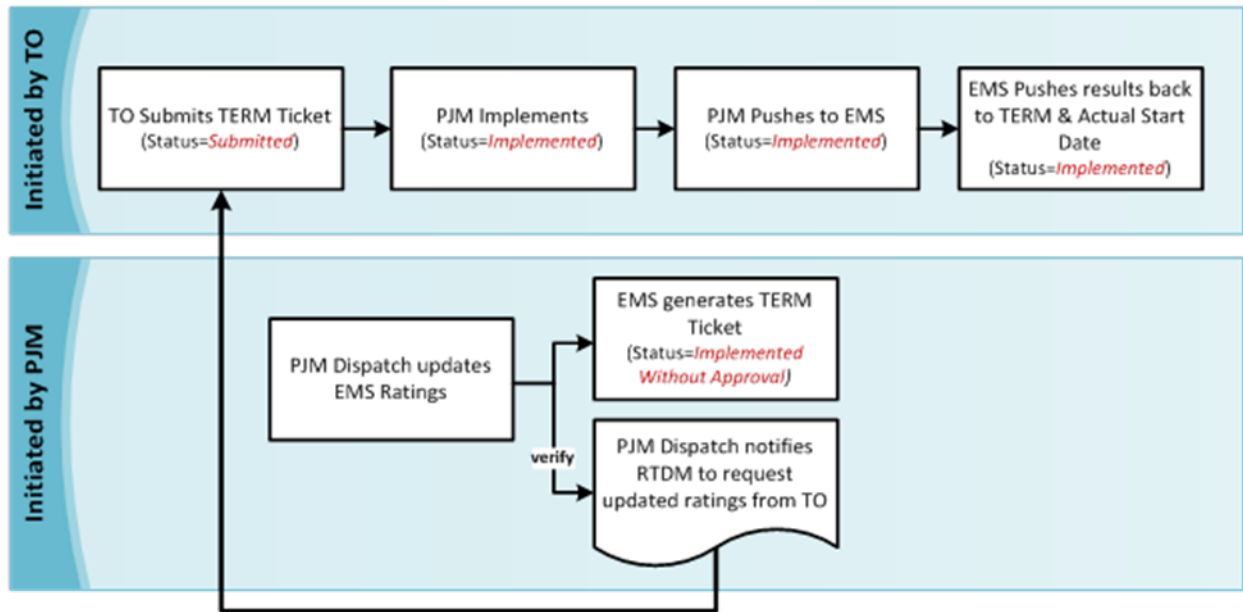 Initiated by TO
TO Submits TERM Ticket
(Status=Submitted)
PJM Implements
(Status=Implemented)
PJM Pushes to EMS
(Status=Implemented)
EMS Pushes results back
to TERM & Actual Start
Date
(Status=Implemented)
Initiated by PJM
PJM Dispatch updates
EMS Ratings
verify
EMS generates TERM
Ticket
(Status=Implemented
Without Approval)
PJM Dispatch notifies
RTDM to request
updated ratings from TO